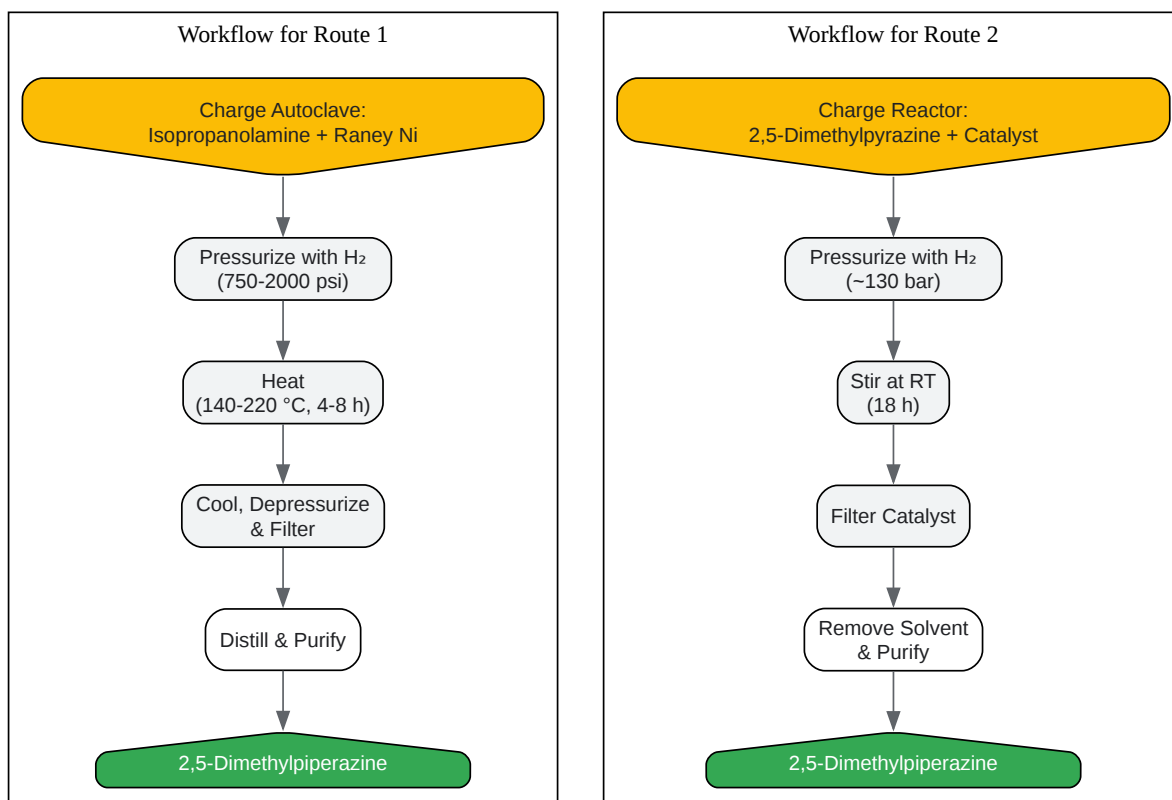 Workflow for Route 1
Charge Autoclave:
Isopropanolamine + Raney Ni
Pressurize with H₂
(750-2000 psi)
Heat
(140-220 °C, 4-8 h)
Cool, Depressurize
& Filter
Distill & Purify
2,5-Dimethylpiperazine
Workflow for Route 2
Charge Reactor:
2,5-Dimethylpyrazine + Catalyst
Pressurize with H₂
(~130 bar)
Stir at RT
(18 h)
Filter Catalyst
Remove Solvent
& Purify
2,5-Dimethylpiperazine